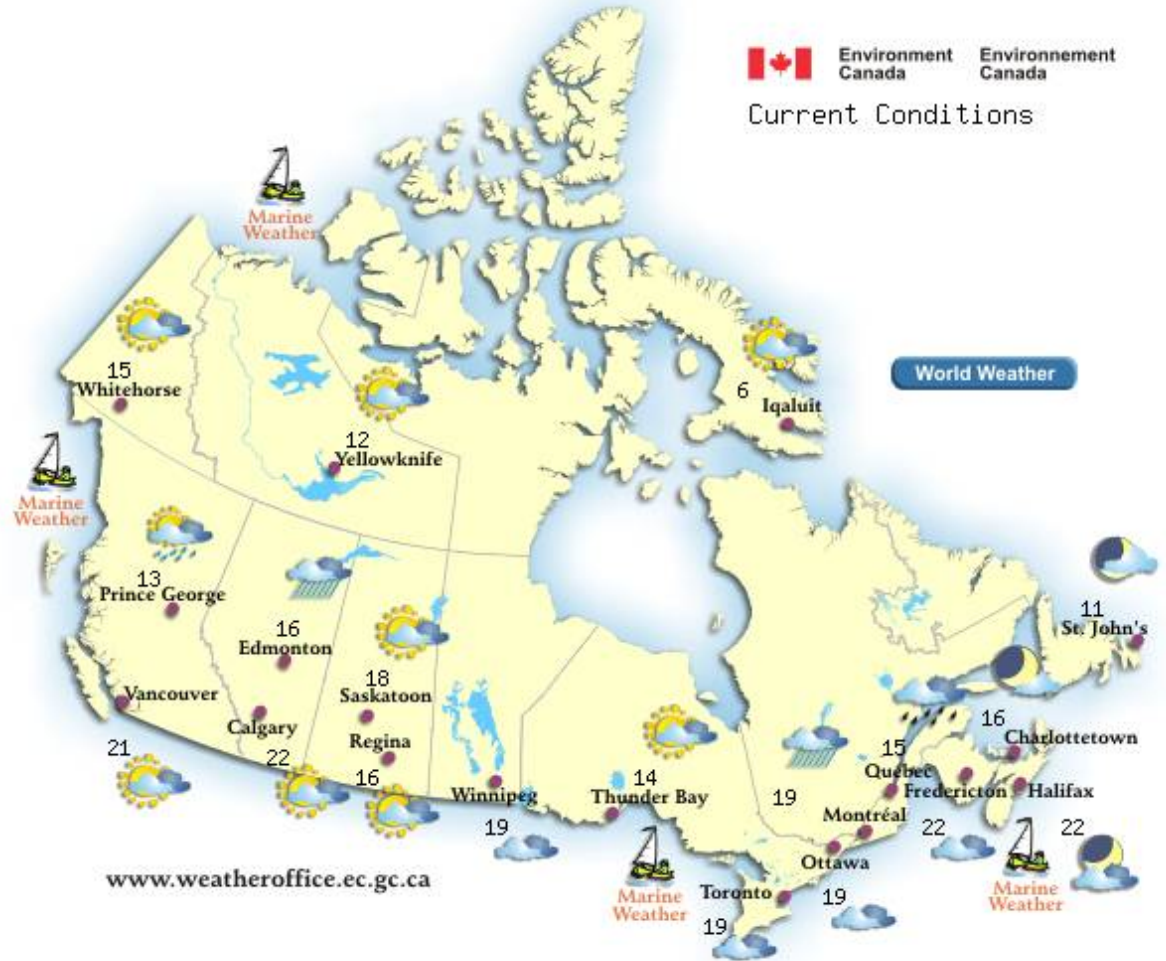 Environment
Canada
Environnement
Canada
Current Conditions
Marine
Weather
15
Whitehorse
World Weather
6
Iqaluit
12
Yellowknife
Marine
Weather
13
Prince George
11
St. John's
16
Edmonton
18
Saskatoon
Vancouver
Calgary
Regina
21
22
16
Winnipeg
19
14
Thunder Bay
16
Charlottetown
15
Québec
Fredericton
Halifax
19
Montréal
22
22
Ottawa
Marine
Weather
Marine
Weather
Toronto
19
19
www.weatheroffice.ec.gc.ca